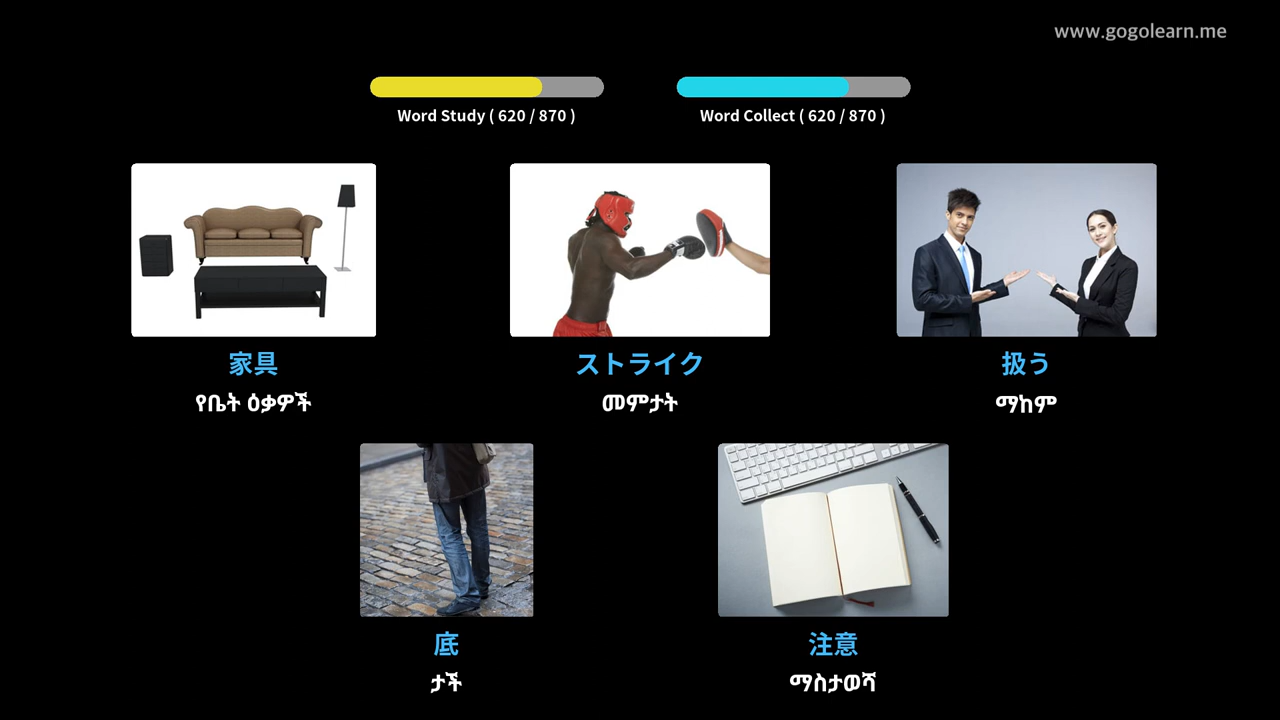 www.gogolearn.me
Word Study ( 620 / 870 )
Word Collect ( 620 / 870 )
家具
ストライク
扱う
የቤት ዕቃዎች
መምታት
ማከም
底
注意
ታች
ማስታወሻ